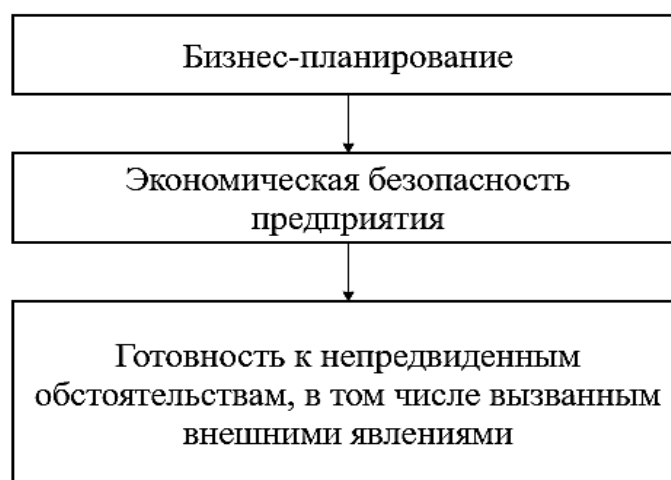 Бизнес-планирование
Экономическая безопасность
предприятия
Готовность к непредвиденным
обстоятельствам, в том числе вызванным
внешними явлениями